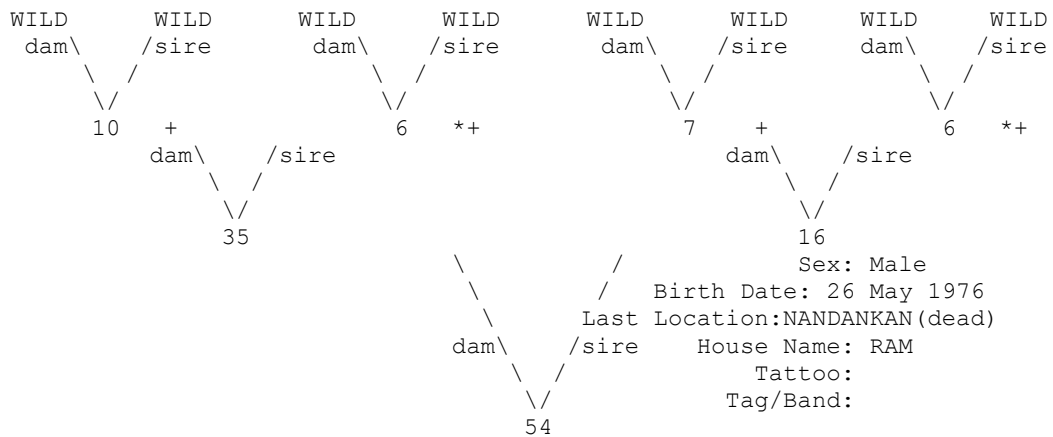 WILD WILD WILD WILD WILD WILD WILD WILD
dam\ /sire dam\ /sire dam\ /sire dam\ /sire
\ / \ / \ / \ /
\/ \/ \/ \/
10 + 6 *+ 7 + 6 *+
dam\ /sire dam\ /sire
\ / \ /
\/ \/
35 16
\ / Sex: Male
\ / Birth Date: 26 May 1976
\ Last Location:NANDANKAN(dead)
dam\ /sire House Name: RAM
\ / Tattoo:
\/ Tag/Band:
54